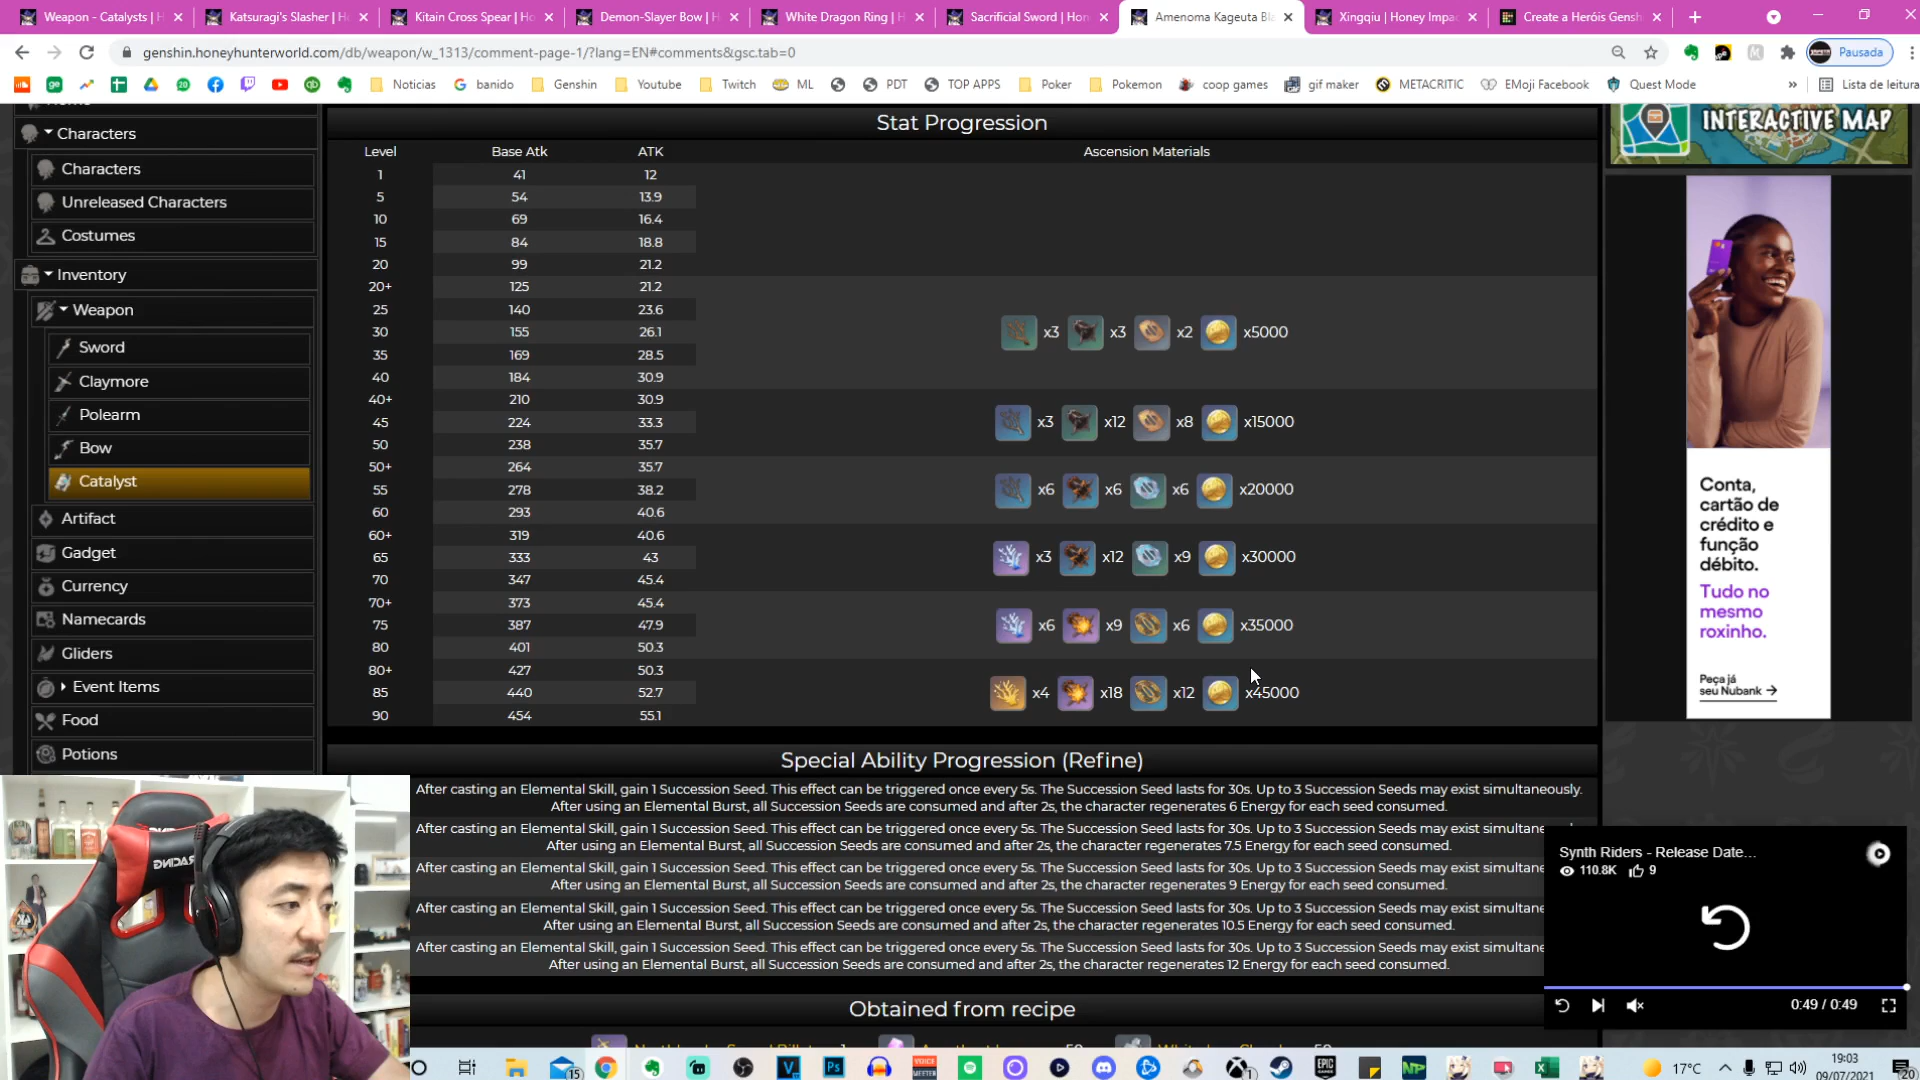 Weapon - Catalysts | H
Katsuragi's Slasher | H
Kitain Cross Spear | Ho
Demon-Slayer Bow | H
White Dragon Ring | H
Sacrificial Sword | Hon
Amenoma Kageuta Bla
Xingqiu | Honey Impac
Create a Heróis Gensh
genshin.honeyhunterworld.com/db/weapon/w_1313/comment-page-1/?lang=EN#comments&gsc.tab=0
Pausada
Noticias
banido
Genshin
Youtube
Twitch
ML
PDT
TOP APPS
Poker
Pokemon
coop games
gif maker
METACRITIC
EMoji Facebook
Quest Mode
Lista de leitura
Characters
Characters
Unreleased Characters
Costumes
Inventory
Weapon
Sword
Claymore
Polearm
Bow
Catalyst
Artifact
Gadget
Currency
Namecards
Gliders
Event Items
Food
Potions
Stat Progression
Level Base Atk ATK Ascension Materials
1 41 12
5 54 13.9
10 69 16.4
15 84 18.8
20 99 21.2
20+ 125 21.2
25 140 23.6
30 155 26.1 x3 x3 x2 x5000
35 169 28.5
40 184 30.9
40+ 210 30.9
45 224 33.3 x3 x12 x8 x15000
50 238 35.7
50+ 264 35.7
55 278 38.2 x6 x6 x6 x20000
60 293 40.6
60+ 319 40.6
65 333 43 x3 x12 x9 x30000
70 347 45.4
70+ 373 45.4
75 387 47.9 x6 x9 x6 x35000
80 401 50.3
80+ 427 50.3
85 440 52.7 x4 x18 x12 x45000
90 454 55.1
Special Ability Progression (Refine)
After casting an Elemental Skill, gain 1 Succession Seed. This effect can be triggered once every 5s. The Succession Seed lasts for 30s. Up to 3 Succession Seeds may exist simultaneously.
After using an Elemental Burst, all Succession Seeds are consumed and after 2s, the character regenerates 6 Energy for each seed consumed.
After casting an Elemental Skill, gain 1 Succession Seed. This effect can be triggered once every 5s. The Succession Seed lasts for 30s. Up to 3 Succession Seeds may exist simultane
After using an Elemental Burst, all Succession Seeds are consumed and after 2s, the character regenerates 7.5 Energy for each seed consumed.
After casting an Elemental Skill, gain 1 Succession Seed. This effect can be triggered once every 5s. The Succession Seed lasts for 30s. Up to 3 Succession Seeds may exist simultane
After using an Elemental Burst, all Succession Seeds are consumed and after 2s, the character regenerates 9 Energy for each seed consumed.
After casting an Elemental Skill, gain 1 Succession Seed. This effect can be triggered once every 5s. The Succession Seed lasts for 30s. Up to 3 Succession Seeds may exist simultane
After using an Elemental Burst, all Succession Seeds are consumed and after 2s, the character regenerates 10.5 Energy for each seed consumed.
After casting an Elemental Skill, gain 1 Succession Seed. This effect can be triggered once every 5s. The Succession Seed lasts for 30s. Up to 3 Succession Seeds may exist simultane
After using an Elemental Burst, all Succession Seeds are consumed and after 2s, the character regenerates 12 Energy for each seed consumed.
Obtained from recipe
INTERACTIVE MAP
Conta,
cartão de
crédito e
função
débito.
Tudo no
mesmo
roxinho.
Peça já
seu Nubank →
Synth Riders - Release Date...
110.8K 9
0:49 / 0:49
RACING
17°C
19:03
09/07/2021